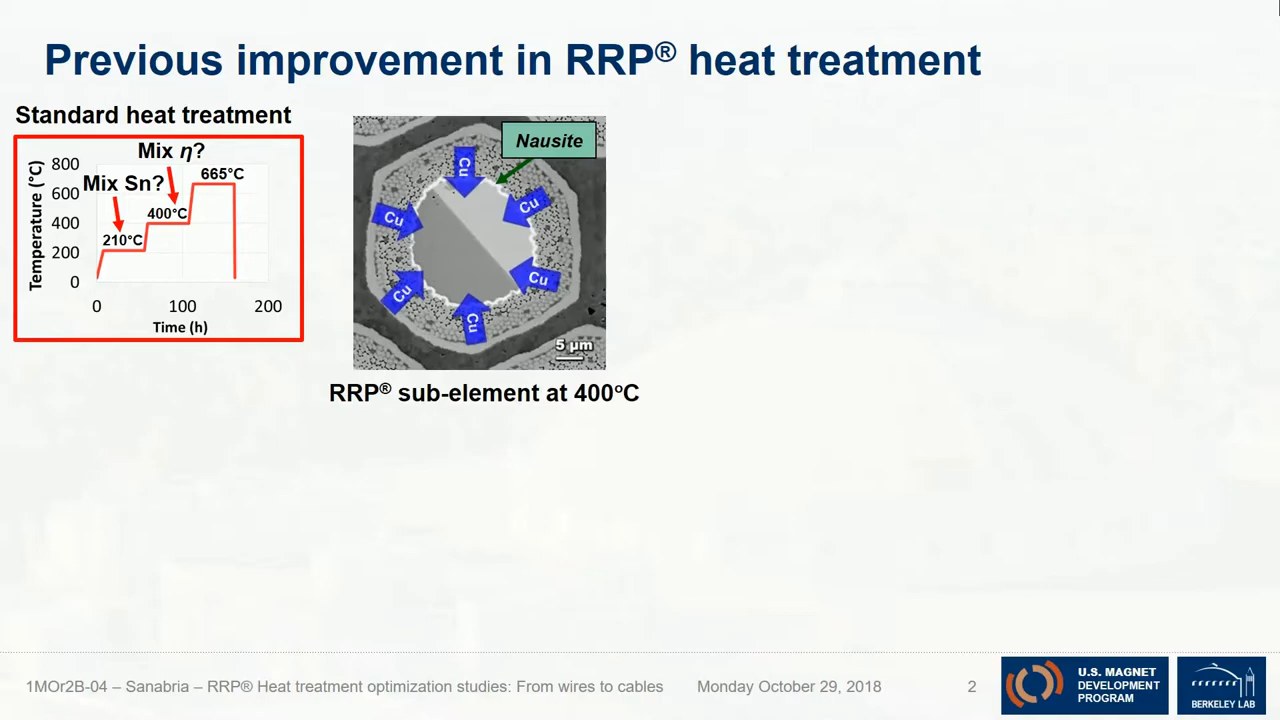 Previous improvement in RRP® heat treatment
Standard heat treatment
Mix η?
Mix Sn?
665°C
400°C
210°C
800
600
400
200
0
Temperature (°C)
0 100 200
Time (h)
Nausite
Cu
Cu
Cu
Cu
Cu
Cu
5 µm
RRP® sub-element at 400°C
1MOr2B-04 – Sanabria – RRP® Heat treatment optimization studies: From wires to cables
Monday October 29, 2018
2
U.S. MAGNET
DEVELOPMENT
PROGRAM
BERKELEY LAB